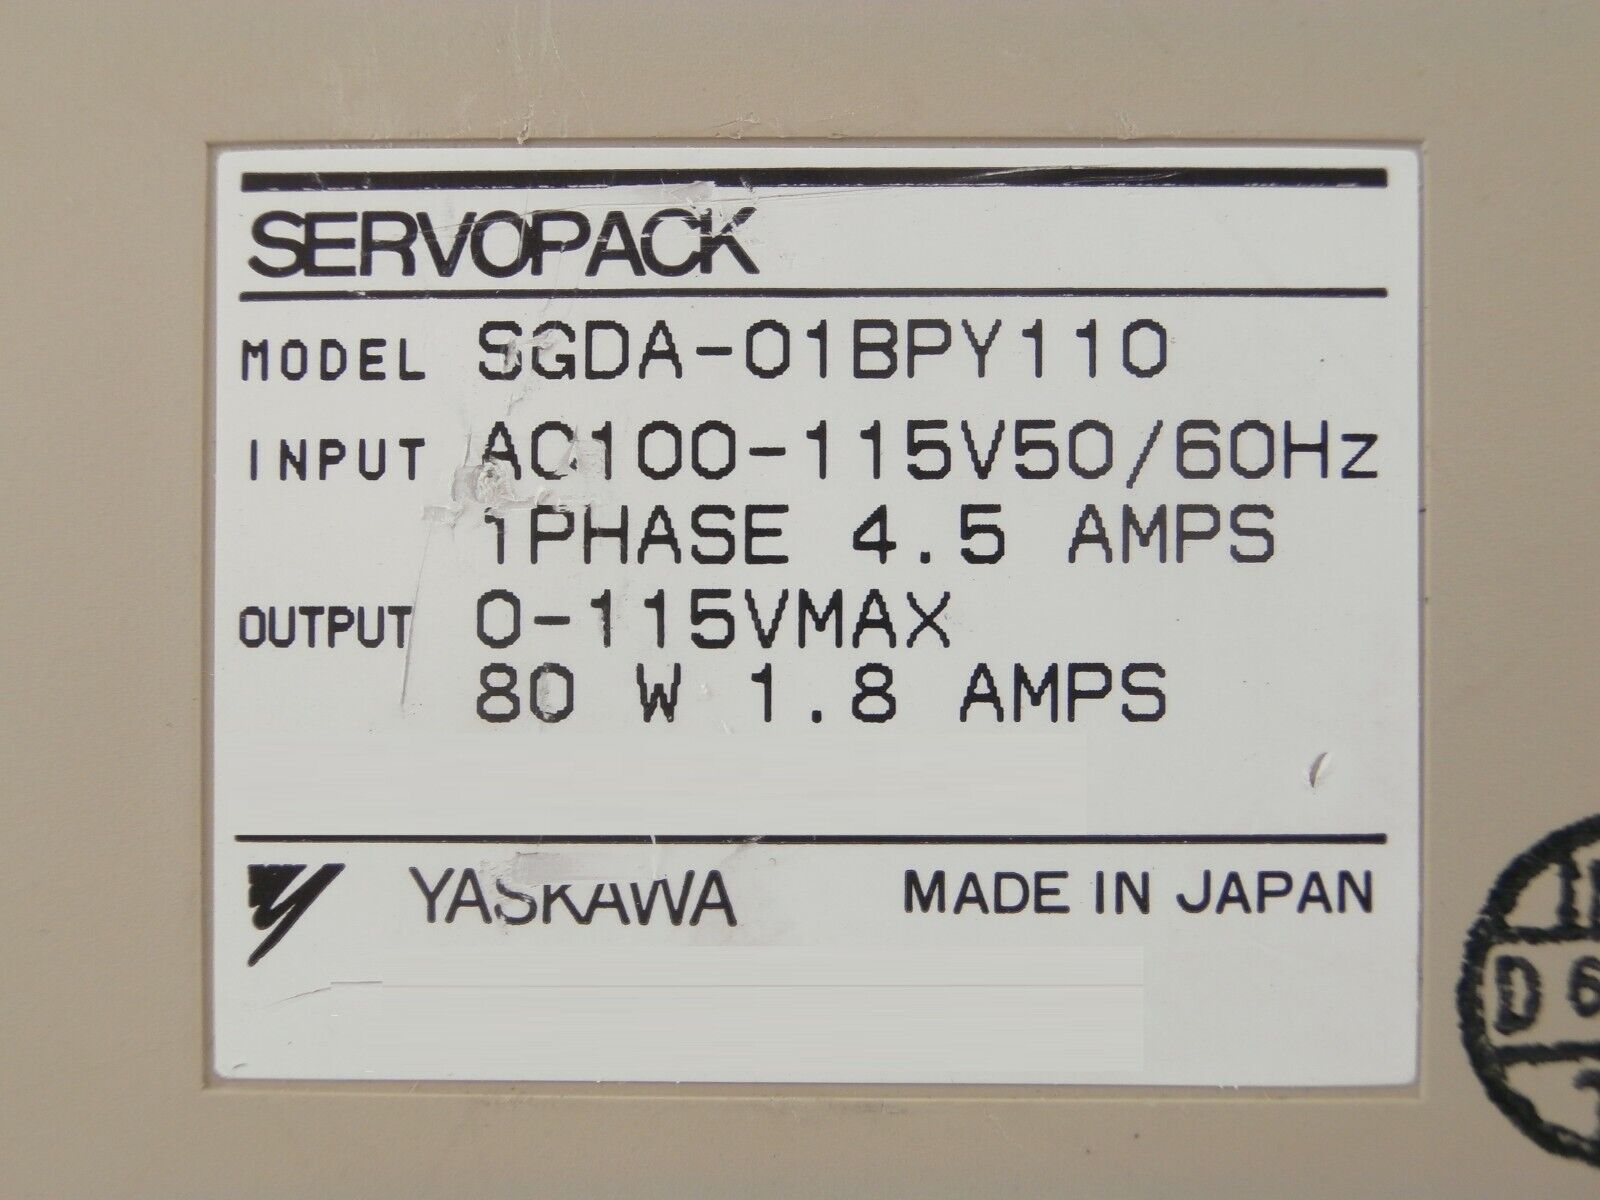 SERVOPACK
MODEL SGDA-01BPY110
INPUT AC100-115V50/60Hz
1PHASE 4.5 AMPS
OUTPUT 0-115VMAX
80 W 1.8 AMPS
YASKAWA MADE IN JAPAN
D 6